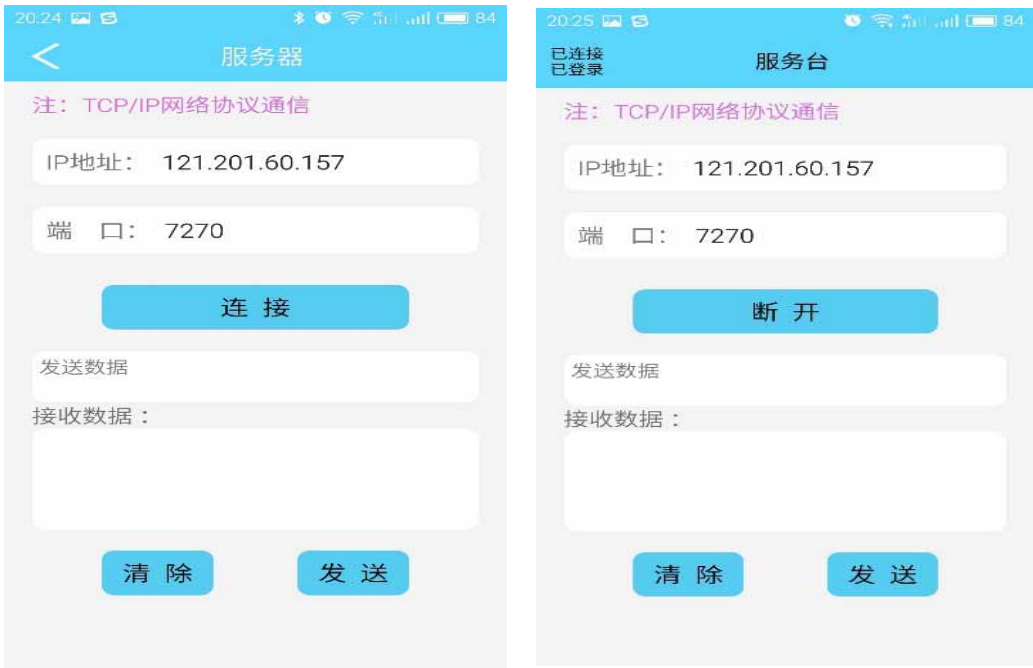 20:24 84
服务器
注：TCP/IP网络协议通信
IP地址： 121.201.60.157
端 口： 7270
连 接
发送数据
接收数据：
清 除 发 送
20:25 84
已连接
已登录
服务台
注：TCP/IP网络协议通信
IP地址： 121.201.60.157
端 口： 7270
断 开
发送数据
接收数据：
清 除 发 送